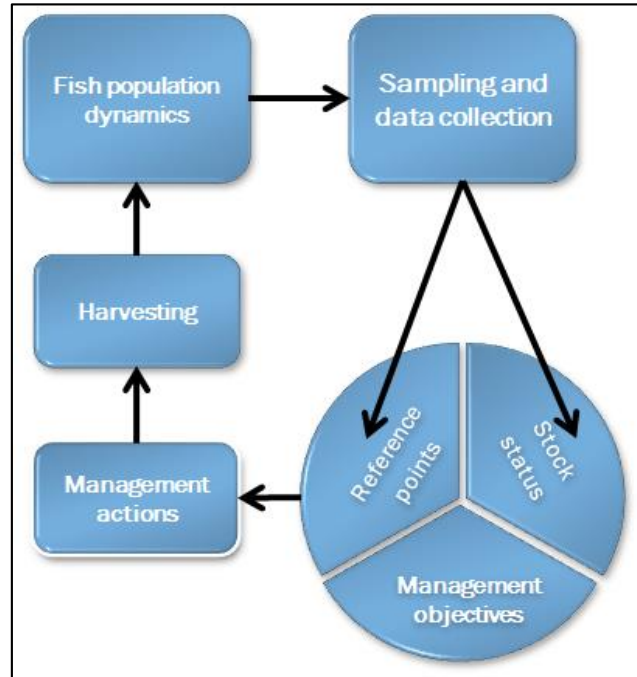 Fish population
dynamics
Sampling and
data collection
Harvesting
Reference
points
Stock
status
Management
actions
Management
objectives